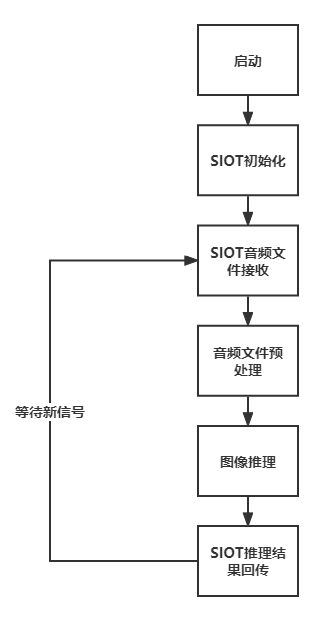 启动
SIOT初始化
SIOT音频文
件接收
音频文件预
处理
等待新信号
图像推理
SIOT推理结
果回传